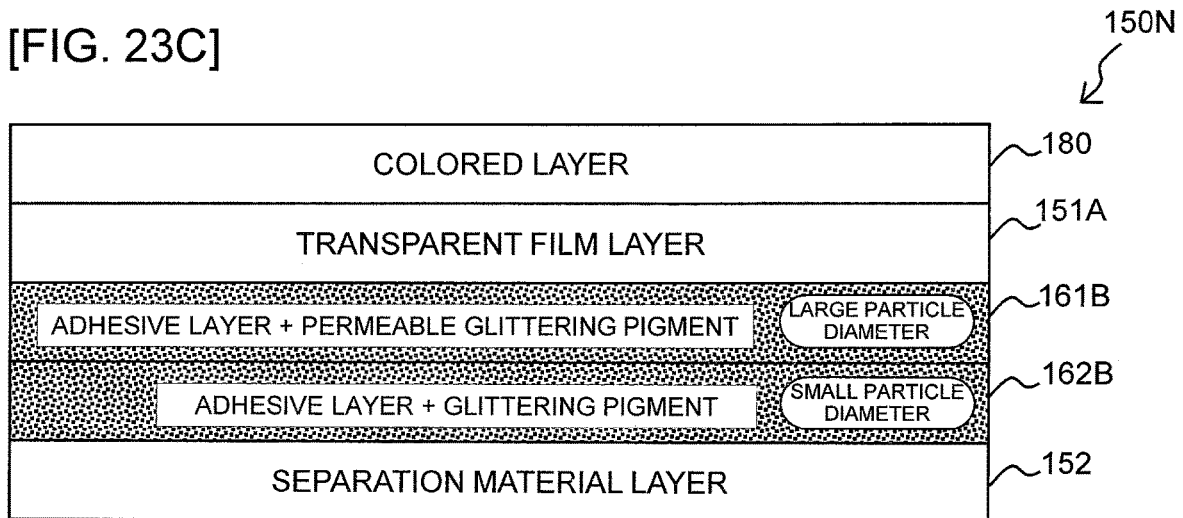 [FIG. 23C]
150N
COLORED LAYER
180
TRANSPARENT FILM LAYER
151A
ADHESIVE LAYER + PERMEABLE GLITTERING PIGMENT
LARGE PARTICLE
DIAMETER
161B
ADHESIVE LAYER + GLITTERING PIGMENT
SMALL PARTICLE
DIAMETER
162B
SEPARATION MATERIAL LAYER
152